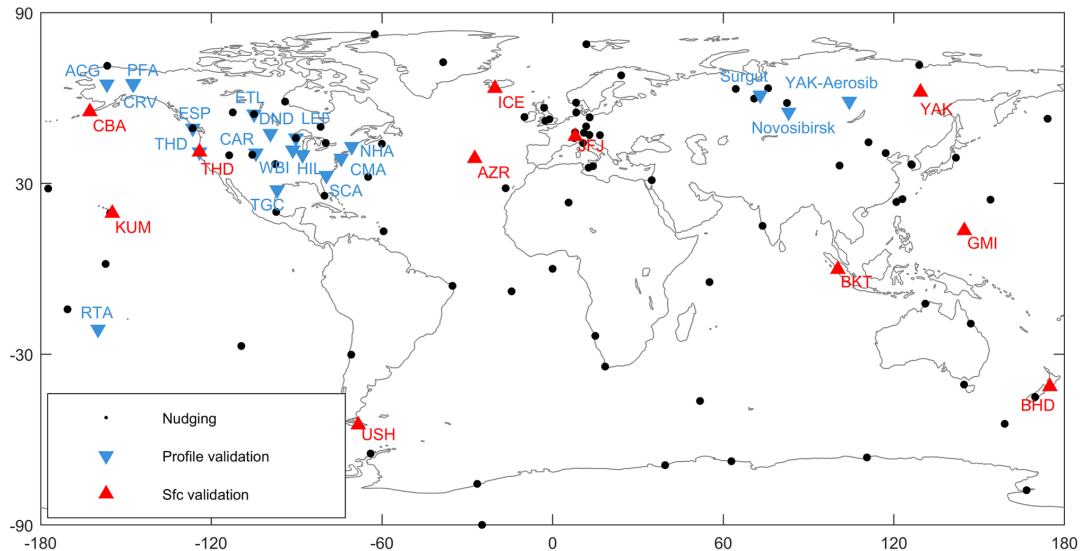 90
ACG PFA
Surgut YAK-Aerosib
ETL ICE YAK
CRV
CBA ESP DND LEF
Novosibirsk
THD CAR NHA JFJ
THD WBI HIL CMA AZR
SCA
30
TGC
KUM GMI
BKT
RTA
-30
BHD
USH
Nudging
Profile validation
Sfc validation
-90
-180 -120 -60 0 60 120 180